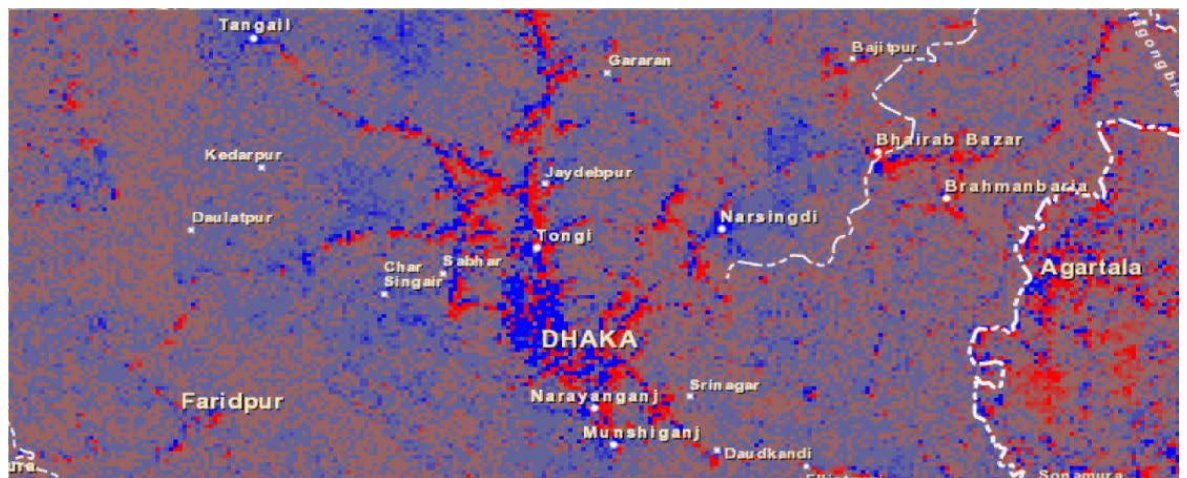 Tangail
Gararan
Bajitpur
Bhairab Bazar
Kedarpur
Jaydebpur
Brahmanbaria
Daulatpur
Narsingdi
Tongi
Char
Singair
Sabhar
Agartala
DHAKA
Srinagar
Faridpur
Narayanganj
Munshiganj
Daudkandi
Sonamura